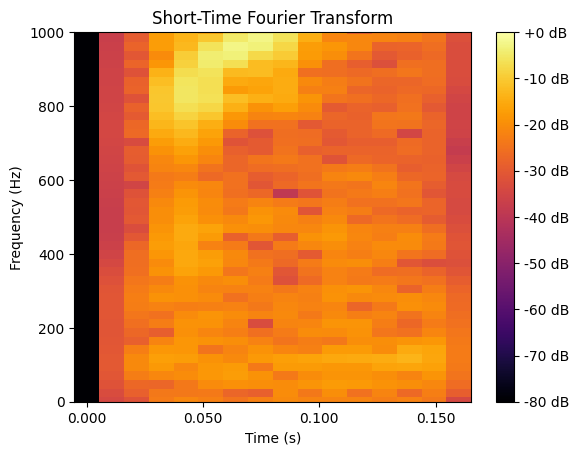 Short-Time Fourier Transform
1000
800
600
400
200
0
Frequency (Hz)
0.000
0.050
0.100
0.150
Time (s)
+0 dB
-10 dB
-20 dB
-30 dB
-40 dB
-50 dB
-60 dB
-70 dB
-80 dB